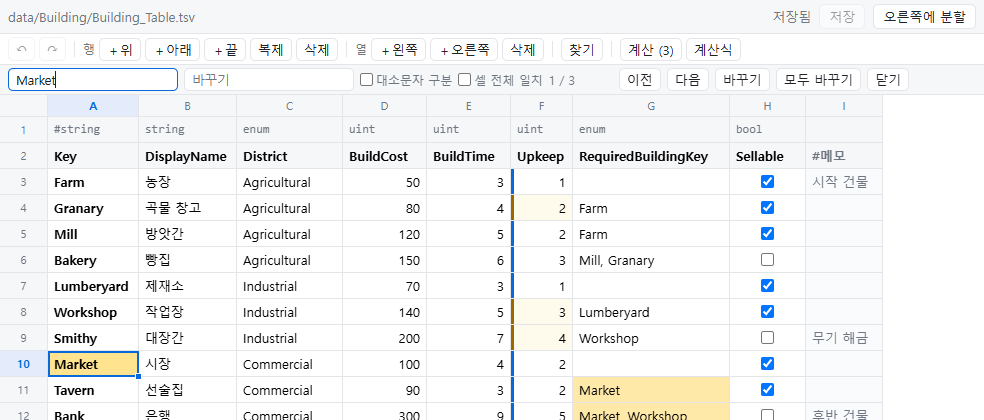 data/Building/Building_Table.tsv 저장됨 저장 오른쪽에 분할
행 +위 +아래 +끝 복제 삭제 열 +왼쪽 +오른쪽 삭제 찾기 계산 (3) 계산식
Market 바꾸기 대소문자 구분 셀 전체 일치 1 / 3 이전 다음 바꾸기 모두 바꾸기 닫기
A B C D E F G H I
1 #string string enum uint uint uint enum bool
2 Key DisplayName District BuildCost BuildTime Upkeep RequiredBuildingKey Sellable #메모
3 Farm 농장 Agricultural 50 3 1 시작 건물
4 Granary 곡물 창고 Agricultural 80 4 2 Farm
5 Mill 방앗간 Agricultural 120 5 2 Farm
6 Bakery 빵집 Agricultural 150 6 3 Mill, Granary
7 Lumberyard 제재소 Industrial 70 3 1
8 Workshop 작업장 Industrial 140 5 3 Lumberyard
9 Smithy 대장간 Industrial 200 7 4 Workshop 무기 해금
10 Market 시장 Commercial 100 4 2
11 Tavern 선술집 Commercial 90 3 2 Market
12 Bank 은행 Commercial 300 9 5 Market, Workshop 후반 건물